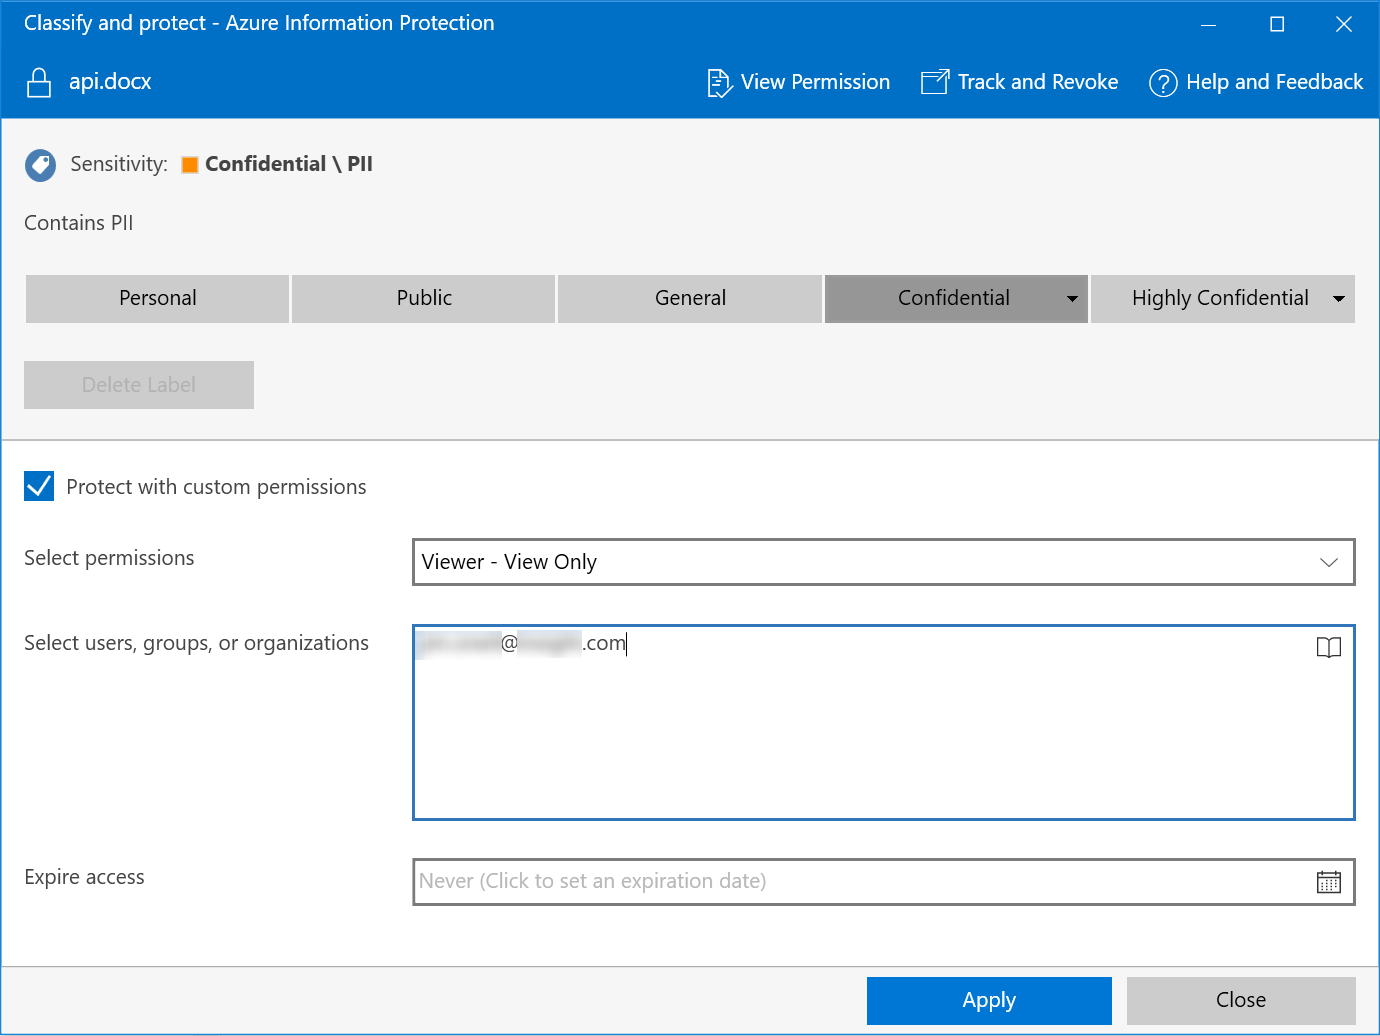 Classify and protect - Azure Information Protection
api.docx
View Permission
Track and Revoke
Help and Feedback
Sensitivity: Confidential \ PII
Contains PII
Personal
Public
General
Confidential
Highly Confidential
Delete Label
Protect with custom permissions
Select permissions
Viewer - View Only
Select users, groups, or organizations
@ .com
Expire access
Never (Click to set an expiration date)
Apply
Close